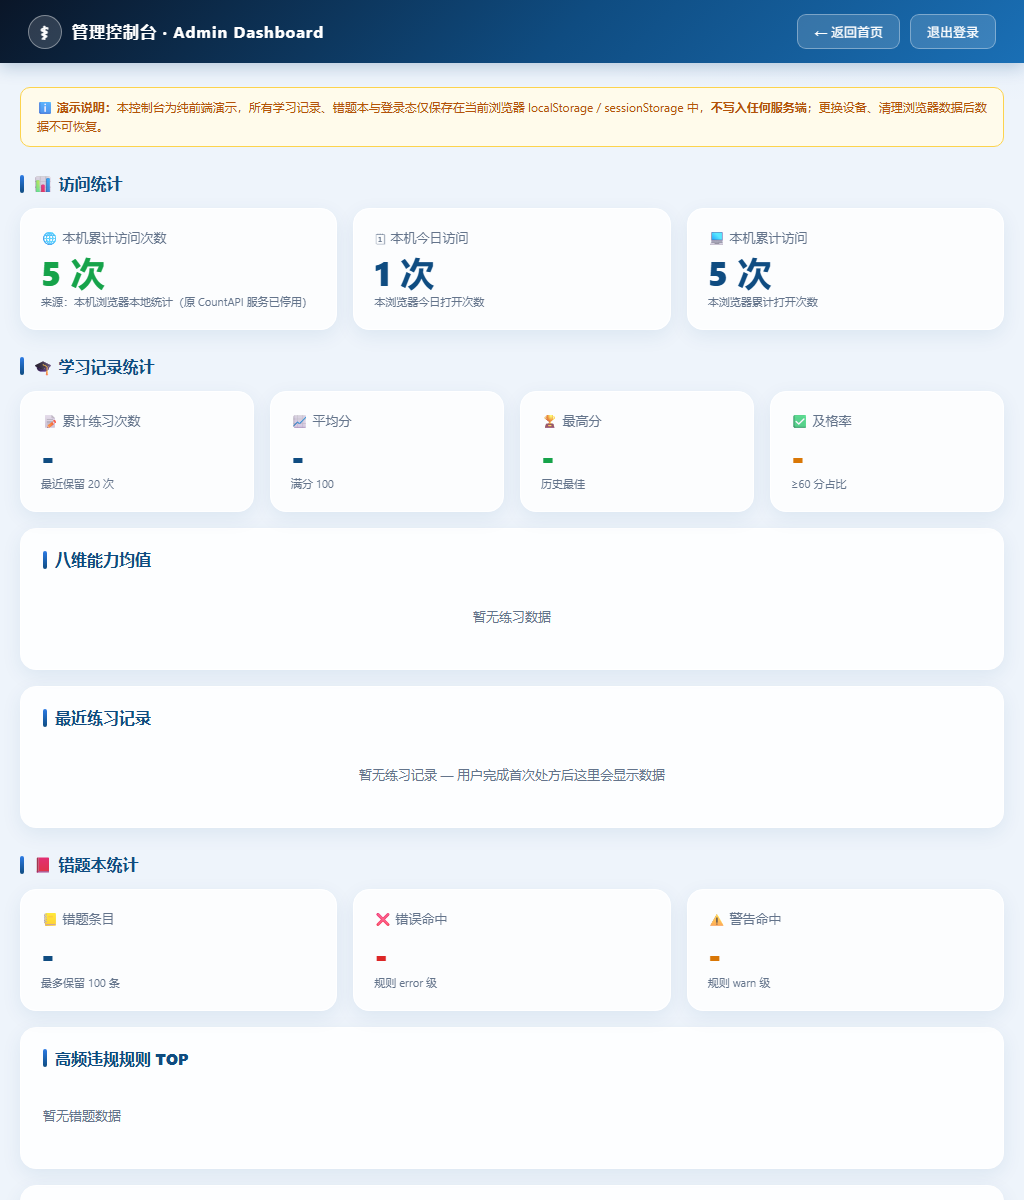 管理控制台 · Admin Dashboard
← 返回首页
退出登录
演示说明：本控制台为纯前端演示，所有学习记录、错题本与登录态仅保存在当前浏览器 localStorage / sessionStorage 中，不写入任何服务端；更换设备、清理浏览器数据后数
据不可恢复。
访问统计
本机累计访问次数
5 次
来源：本机浏览器本地统计（原 CountAPI 服务已停用）
本机今日访问
1 次
本浏览器今日打开次数
本机累计访问
5 次
本浏览器累计打开次数
学习记录统计
累计练习次数
-
最近保留 20 次
平均分
-
满分 100
最高分
-
历史最佳
及格率
-
≥60 分占比
八维能力均值
暂无练习数据
最近练习记录
暂无练习记录 — 用户完成首次处方后这里会显示数据
错题本统计
错题条目
-
最多保留 100 条
错误命中
-
规则 error 级
警告命中
-
规则 warn 级
高频违规规则 TOP
暂无错题数据